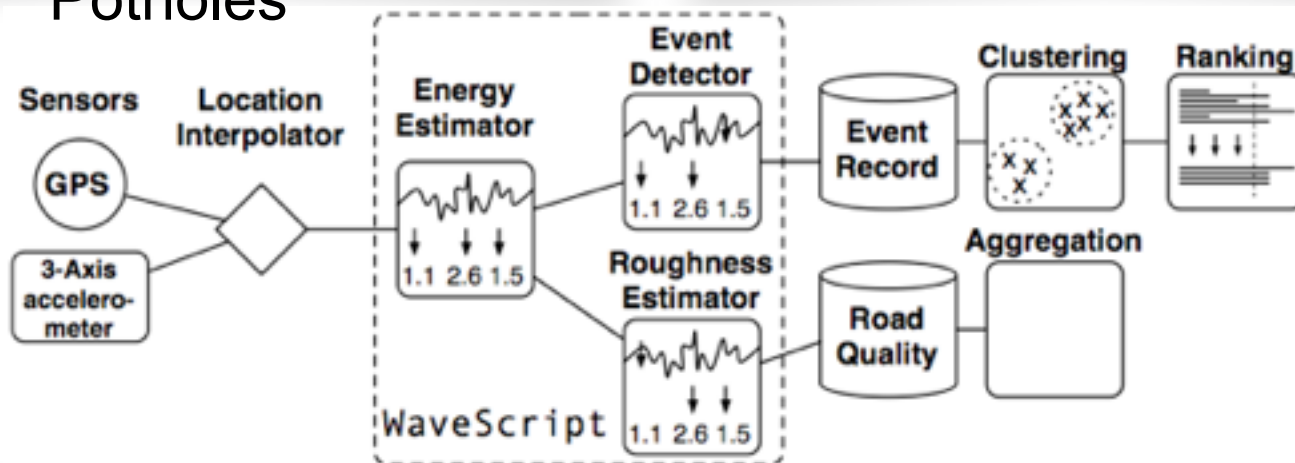 Potholes
Sensors
GPS
3-Axis
accelero-
meter
Location
Interpolator
Energy
Estimator
1.1 2.6 1.5
Event
Detector
1.1 2.6 1.5
Roughness
Estimator
1.1 2.6 1.5
WaveScript
Event
Record
Clustering
x
x x
x x
x
x
x
Ranking
Road
Quality
Aggregation